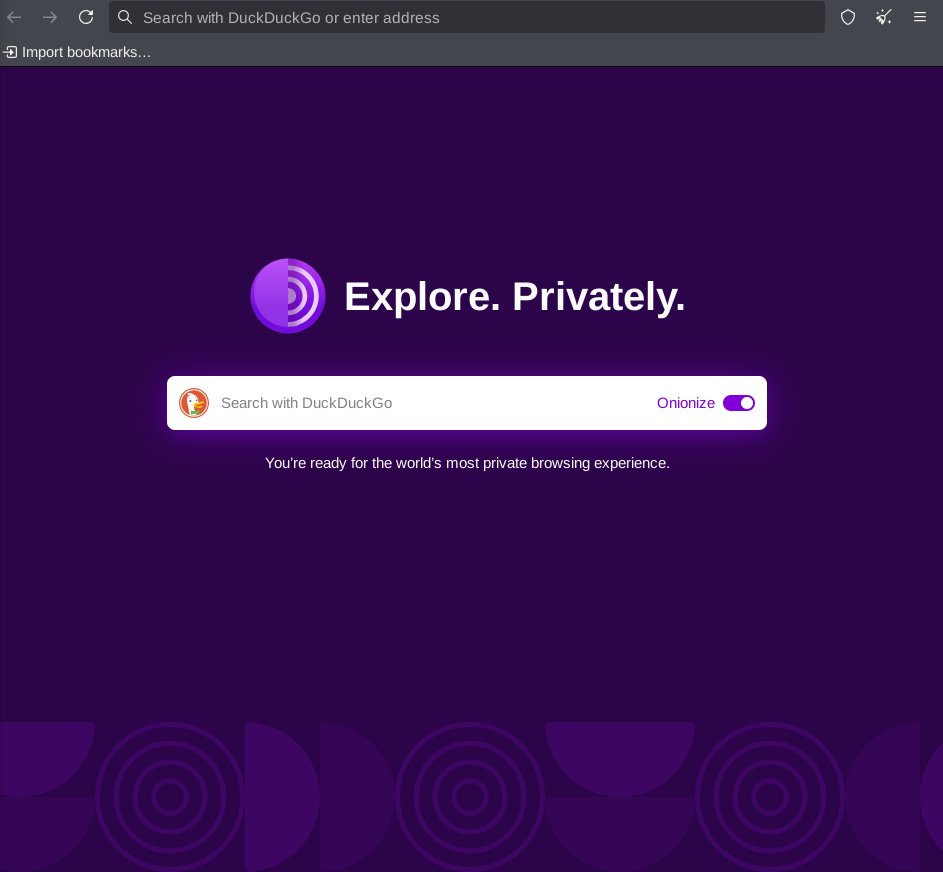 Search with DuckDuckGo or enter address
Import bookmarks…
Explore. Privately.
Search with DuckDuckGo
Onionize
You’re ready for the world’s most private browsing experience.